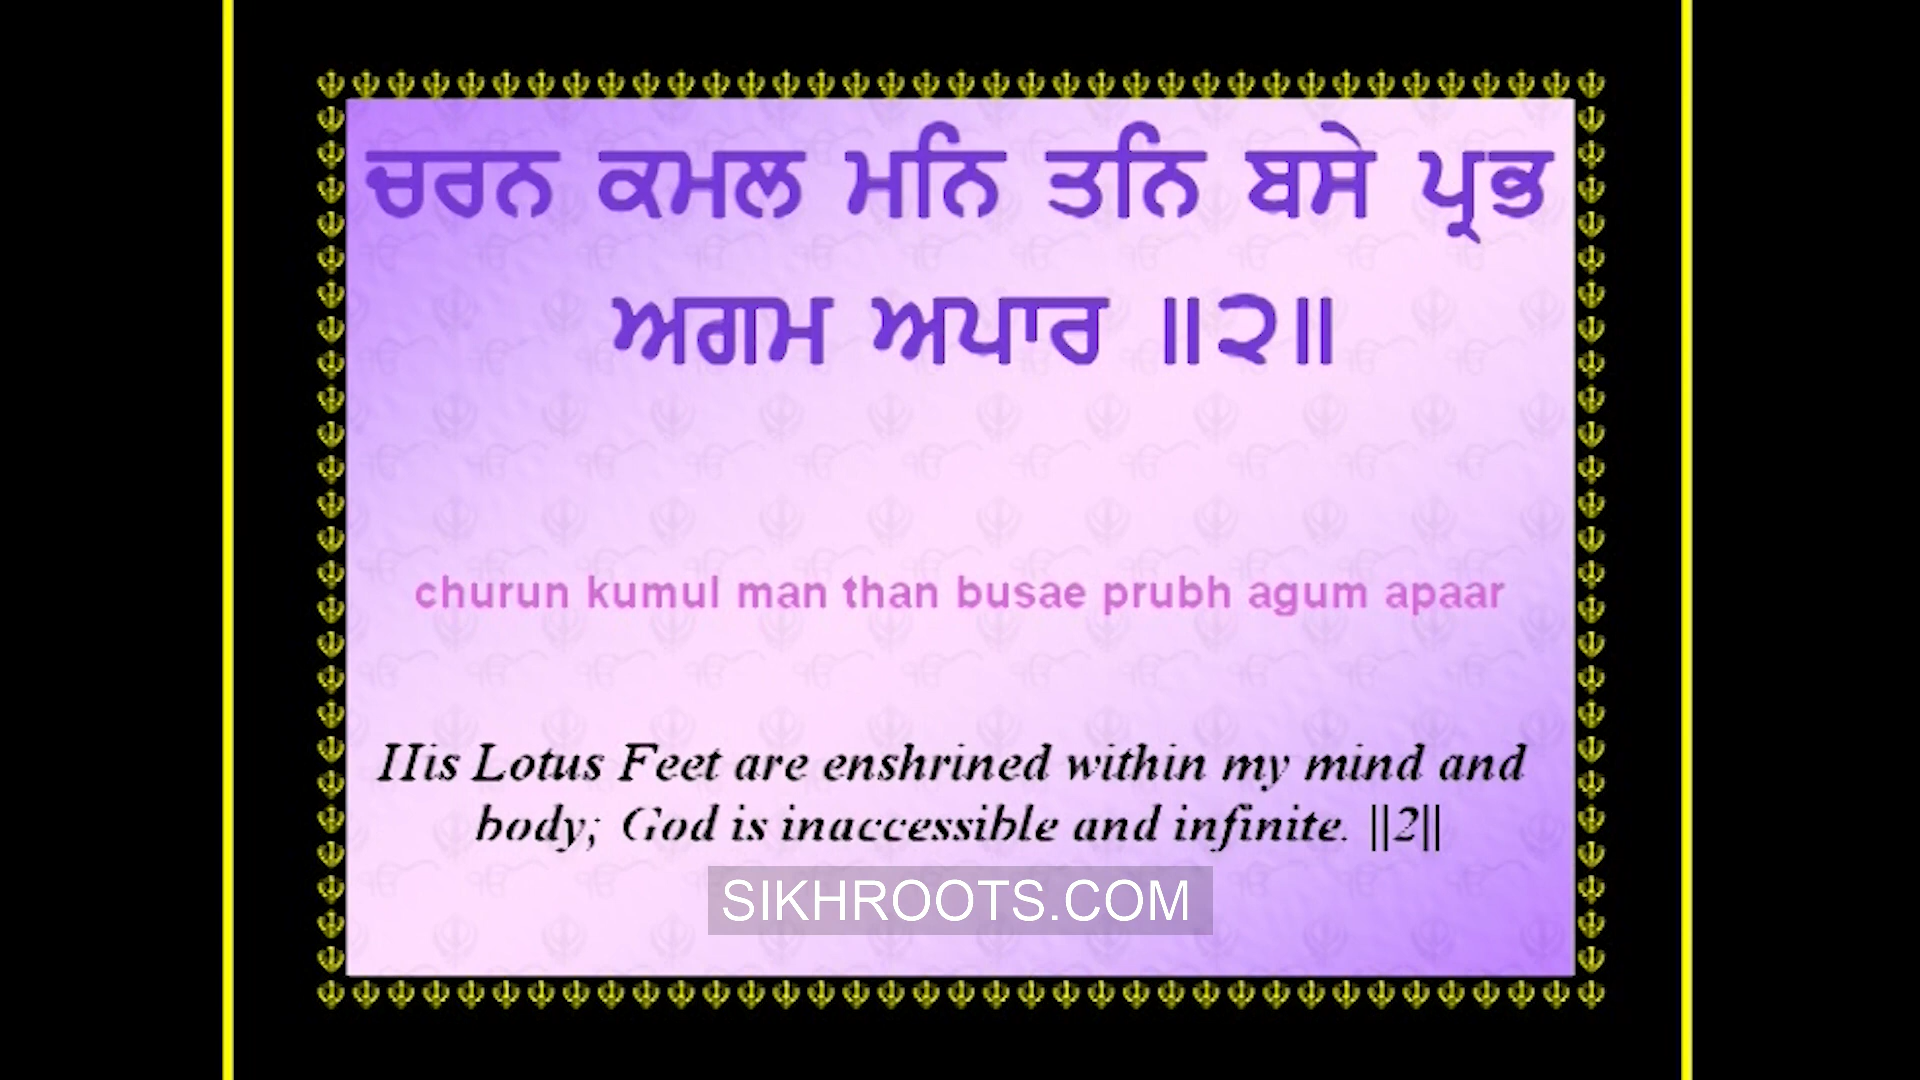 ਚਰਨ ਕਮਲ ਮਨਿ ਤਨਿ ਬਸੇ ਪ੍ਰਭ
ਅਗਮ ਅਪਾਰ ॥੨॥
churun kumul man than busae prubh agum apaar
His Lotus Feet are enshrined within my mind and
body; God is inaccessible and infinite. ||2||
SIKHROOTS.COM